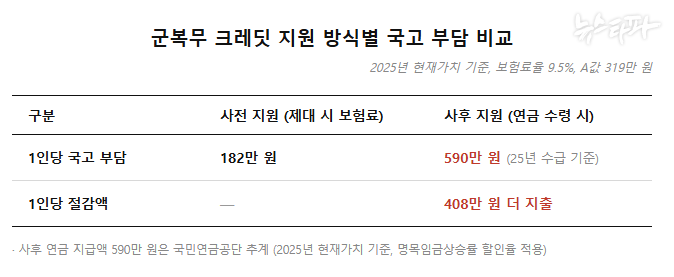 뉴스타파
군복무 크레딧 지원 방식별 국고 부담 비교
2025년 현재가치 기준, 보험료율 9.5%, A값 319만 원
구분 사전 지원 (제대 시 보험료) 사후 지원 (연금 수령 시)
1인당 국고 부담 182만 원 590만 원 (25년 수급 기준)
1인당 절감액 — 408만 원 더 지출
· 사후 연금 지급액 590만 원은 국민연금공단 추계 (2025년 현재가치 기준, 명목임금상승률 할인율 적용)